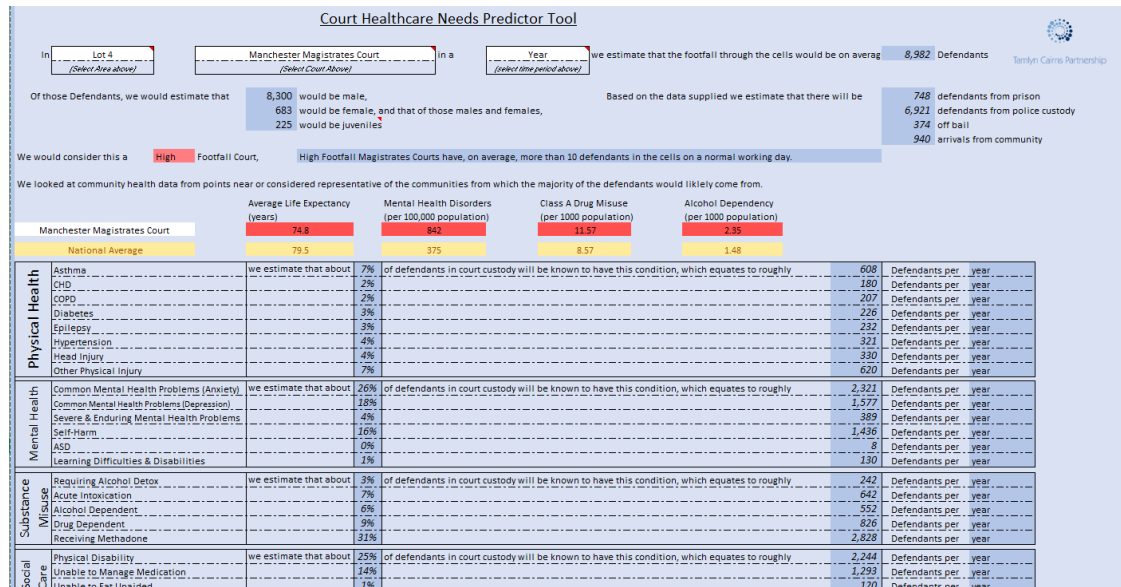 Court Healthcare Needs Predictor Tool
In Lot 4 Manchester Magistrates Court in a Year we estimate that the footfall through the cells would be on averag 8,982 Defendants
(Select Area above) (Select Court Above) (select time period above)
Tamlyn Cairns Partnership
Of those Defendants, we would estimate that 8,300 would be male, Based on the data supplied we estimate that there will be 748 defendants from prison
683 would be female, and that of those males and females, 6,921 defendants from police custody
225 would be juveniles 374 off bail
940 arrivals from community
We would consider this a High Footfall Court, High Footfall Magistrates Courts have, on average, more than 10 defendants in the cells on a normal working day.
We looked at community health data from points near or considered representative of the communities from which the majority of the defendants would liklely come from.
Average Life Expectancy Mental Health Disorders Class A Drug Misuse Alcohol Dependency
(years) (per 100,000 population) (per 1000 population) (per 1000 population)
Manchester Magistrates Court 74.8 842 11.57 2.35
National Average 79.5 375 8.57 1.48
Physical Health
Asthma we estimate that about 7% of defendants in court custody will be known to have this condition, which equates to roughly 608 Defendants per year
CHD 2% 180 Defendants per year
COPD 2% 207 Defendants per year
Diabetes 3% 226 Defendants per year
Epilepsy 3% 232 Defendants per year
Hypertension 4% 321 Defendants per year
Head Injury 4% 330 Defendants per year
Other Physical Injury 7% 620 Defendants per year
Mental Health
Common Mental Health Problems (Anxiety) we estimate that about 26% of defendants in court custody will be known to have this condition, which equates to roughly 2,321 Defendants per year
Common Mental Health Problems (Depression) 18% 1,577 Defendants per year
Severe & Enduring Mental Health Problems 4% 389 Defendants per year
Self-Harm 16% 1,436 Defendants per year
ASD 0% 8 Defendants per year
Learning Difficulties & Disabilities 1% 130 Defendants per year
Substance Misuse
Requiring Alcohol Detox we estimate that about 3% of defendants in court custody will be known to have this condition, which equates to roughly 242 Defendants per year
Acute Intoxication 7% 642 Defendants per year
Alcohol Dependent 6% 552 Defendants per year
Drug Dependent 9% 826 Defendants per year
Receiving Methadone 31% 2,828 Defendants per year
Social Care
Physical Disability we estimate that about 25% of defendants in court custody will be known to have this condition, which equates to roughly 2,244 Defendants per year
Unable to Manage Medication 14% 1,293 Defendants per year
Unable to Eat Unaided 1% 120 Defendants per year